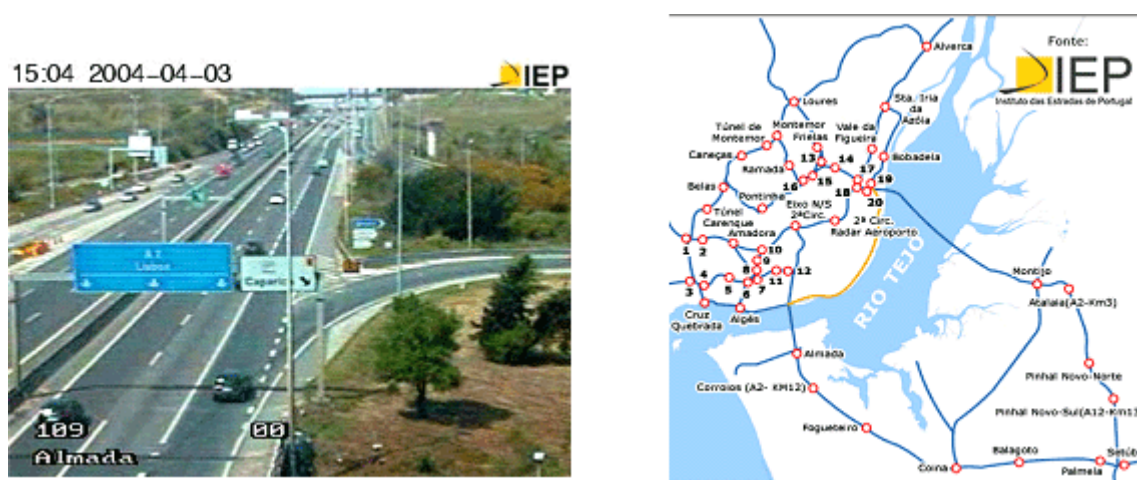 15:04 2004-04-03
IEP
A 2
Lisboa
Caparica
109
00
Almada
Fonte:
IEP
Instituto das Estradas de Portugal
Alverca
Loures
Sta. Iria
da
Azóia
Túnel de
Montemor
Montemor
Frielas
Vale da
Figueira
Caneças
Ramada
13
14
17
Bobadela
16
15
18
19
20
Belas
Pontinha
Eixo N/S
2ªCirc.
2ª Circ.
Radar Aeroporto
Túnel
Carenque
Amadora
1
2
10
9
8
3
4
5
6
7
11
12
Cruz
Quebrada
Algés
RIO TEJO
Montijo
Atalaia(A2-Km3)
Almada
Corroios (A2- KM12)
Fogueteiro
Pinhal Novo-Norte
Pinhal Novo-Sul(A12-Km1
Coina
Balagoto
Palmela
Setúb